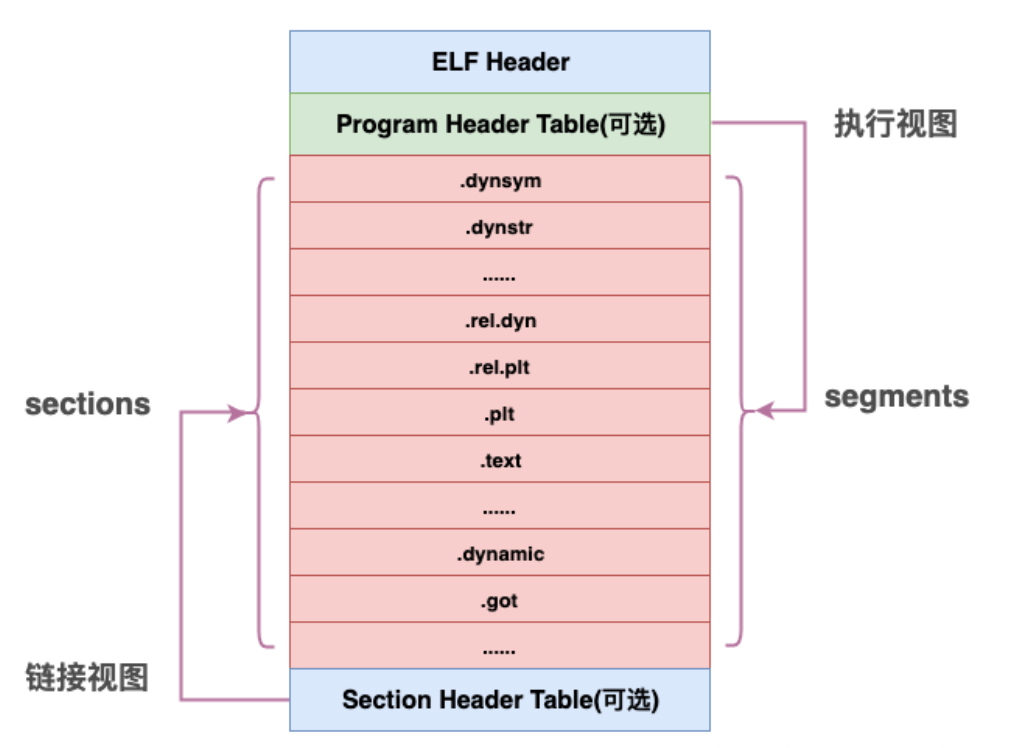 ELF Header
Program Header Table(可选)
执行视图
.dynsym
.dynstr
......
.rel.dyn
.rel.plt
sections
segments
.plt
.text
......
.dynamic
.got
......
链接视图
Section Header Table(可选)